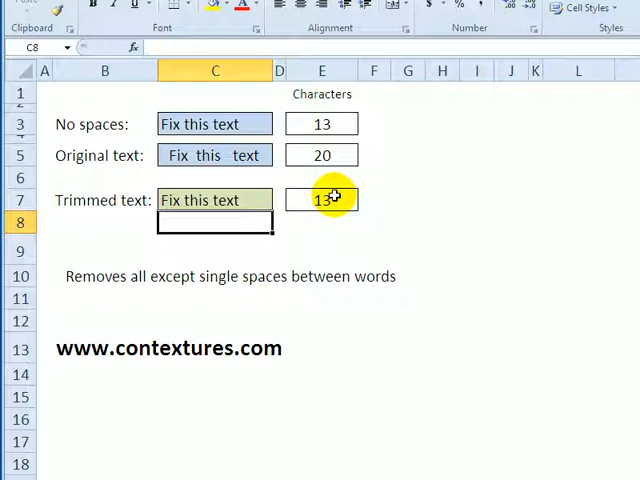 B I U A $ % , Cell Styles
Clipboard Font Alignment Number
C8 fx
A B C D E F G H I J K L
1 Characters
2
3 No spaces: Fix this text 13
4
5 Original text: Fix this text 20
6
7 Trimmed text: Fix this text 13
8
9
10 Removes all except single spaces between words
11
12
13 www.contextures.com
14
15
16
17
18